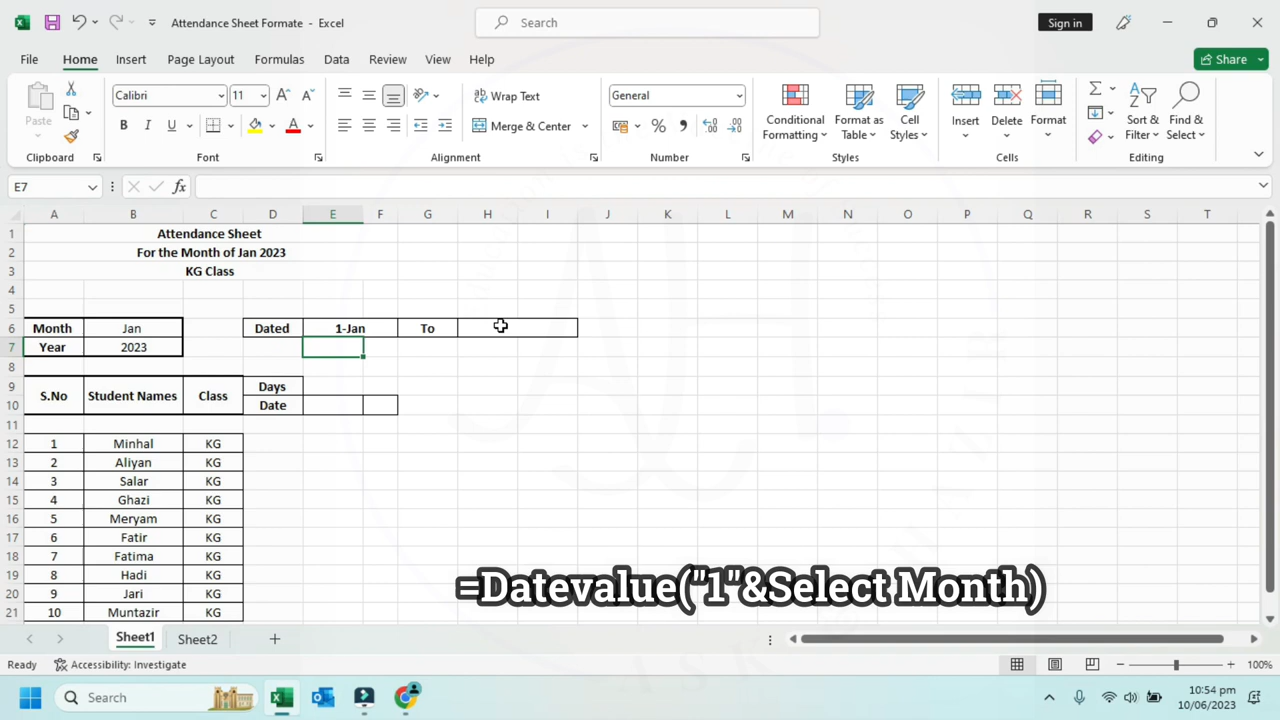 Attendance Sheet Formate - Excel
Search
Sign in
File Home Insert Page Layout Formulas Data Review View Help
Share
Paste
Calibri 11
B I U
Wrap Text
Merge & Center
General
Conditional Formatting
Format as Table
Cell Styles
Insert
Delete
Format
Sort & Filter
Find & Select
Clipboard Font Alignment Number Styles Cells Editing
E7
fx
A B C D E F G H I J K L M N O P Q R S T
1 Attendance Sheet
2 For the Month of Jan 2023
3 KG Class
4
5
6 Month Jan Dated 1-Jan To
7 Year 2023
8
9 Days
S.No Student Names Class
10 Date
11
12 1 Minhal KG
13 2 Aliyan KG
14 3 Salar KG
15 4 Ghazi KG
16 5 Meryam KG
17 6 Fatir KG
18 7 Fatima KG
19 8 Hadi KG
20 9 Jari KG
21 10 Muntazir KG
=Datevalue("1"&Select Month)
Sheet1 Sheet2
Ready Accessibility: Investigate 100%
Search
10:54 pm
10/06/2023